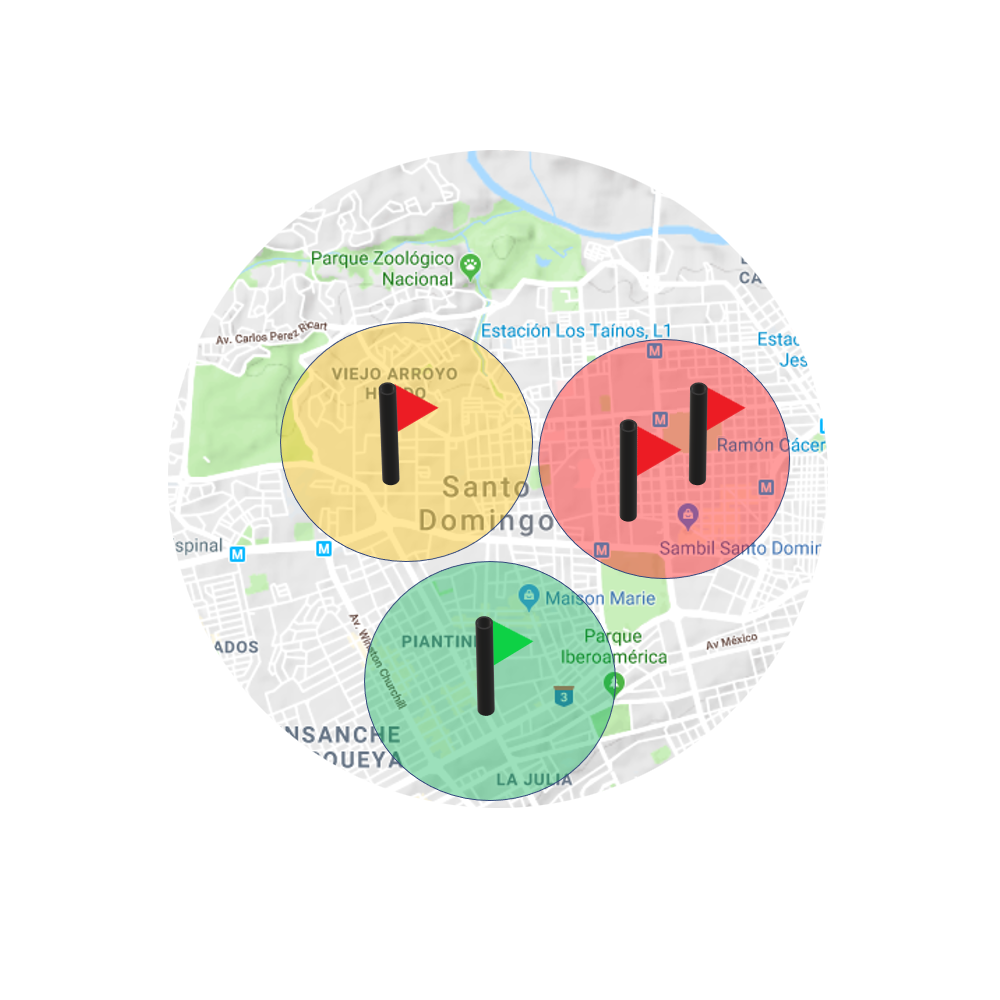 Parque Zoológico
Nacional
CA
Av. Carlos Perez Ricart
Estación Los Taínos, L1
M
Jes
VIEJO ARROYO
M
Ramón Cácer
Santo
M
Domingo
spinal
M
M
M
Sambil Santo Domin
Maison Marie
Av. Winston Churchill
PIANTINI
Parque
Iberoamérica
Av México
ADOS
3
NSANCHE
QUEYA
LA JULIA